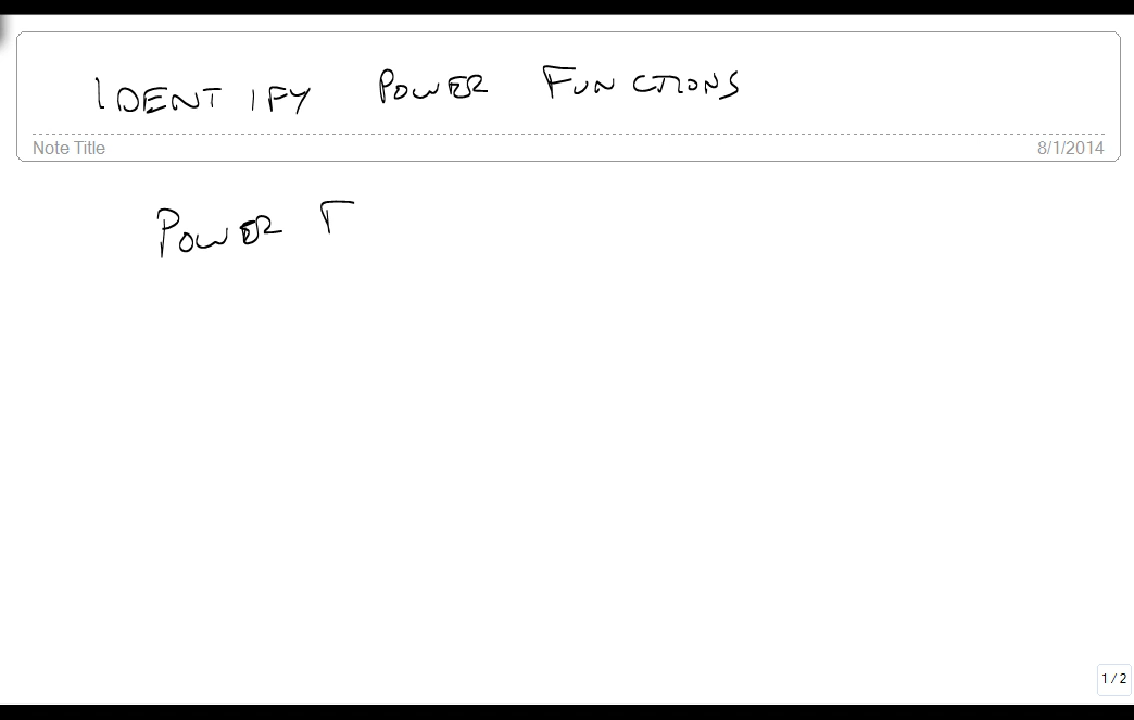 IDENTIFY POWER FUNCTIONS
Note Title
8/1/2014
POWER F
1/2